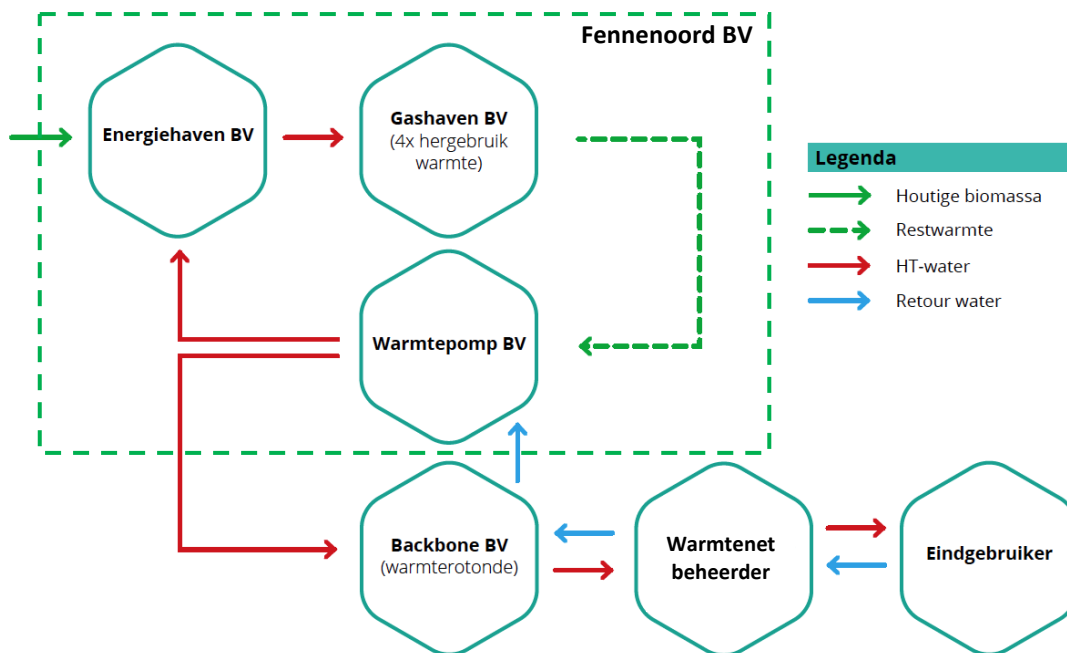 Fennenoord BV
Energiehaven BV
Gashaven BV
(4x hergebruik
warmte)
Legenda
Houtige biomassa
Restwarmte
HT-water
Retour water
Warmtepomp BV
Backbone BV
(warmterotonde)
Warmtenet
beheerder
Eindgebruiker